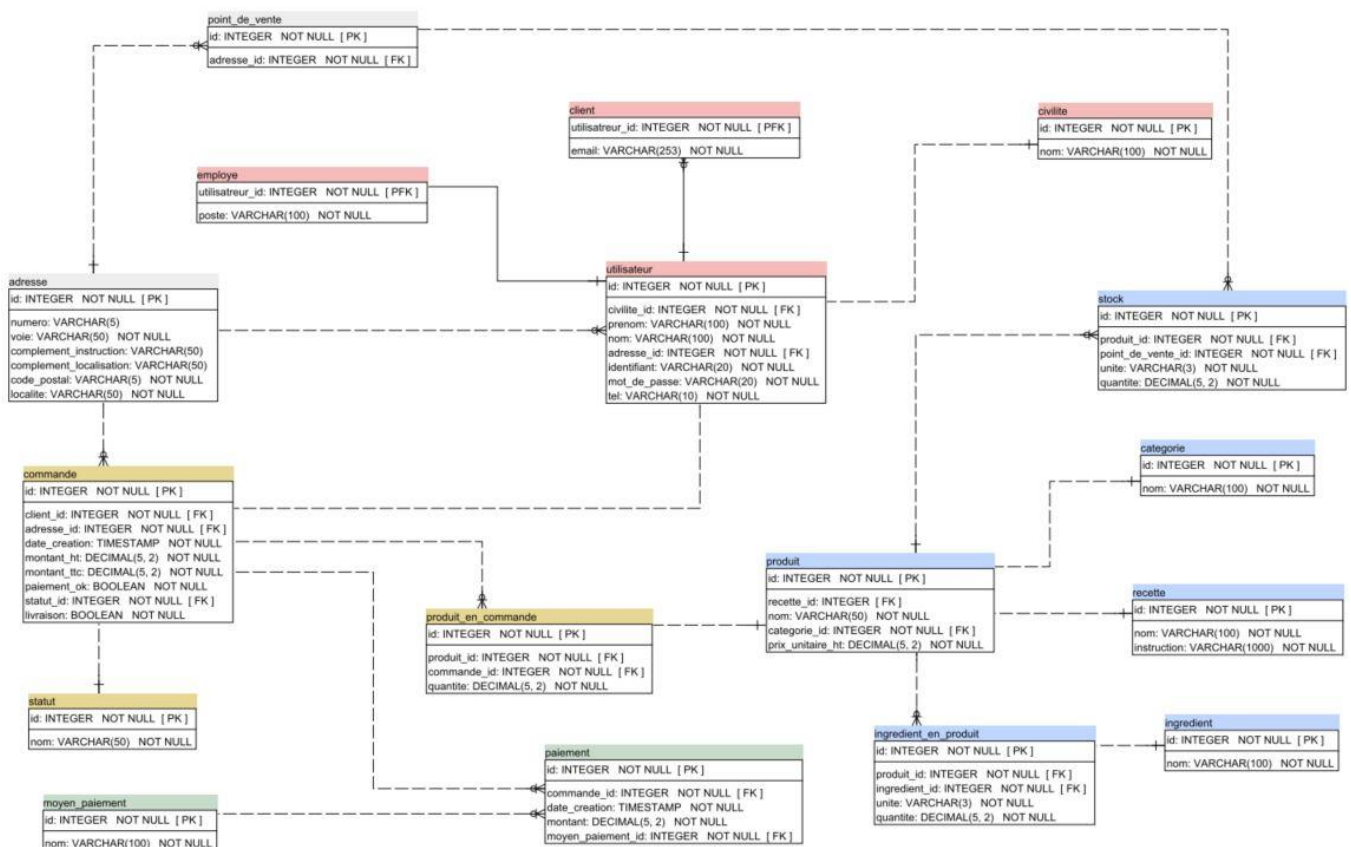 point_de_vente
id: INTEGER NOT NULL [ PK ]
adresse_id: INTEGER NOT NULL [ FK ]
client
utilisatreur_id: INTEGER NOT NULL [ PFK ]
email: VARCHAR(253) NOT NULL
civilite
id: INTEGER NOT NULL [ PK ]
nom: VARCHAR(100) NOT NULL
employe
utilisatreur_id: INTEGER NOT NULL [ PFK ]
poste: VARCHAR(100) NOT NULL
adresse
id: INTEGER NOT NULL [ PK ]
numero: VARCHAR(5)
voie: VARCHAR(50) NOT NULL
complement_instruction: VARCHAR(50)
complement_localisation: VARCHAR(50)
code_postal: VARCHAR(5) NOT NULL
localite: VARCHAR(50) NOT NULL
utilisateur
id: INTEGER NOT NULL [ PK ]
civilite_id: INTEGER NOT NULL [ FK ]
prenom: VARCHAR(100) NOT NULL
nom: VARCHAR(100) NOT NULL
adresse_id: INTEGER NOT NULL [ FK ]
identifiant: VARCHAR(20) NOT NULL
mot_de_passe: VARCHAR(20) NOT NULL
tel: VARCHAR(10) NOT NULL
stock
id: INTEGER NOT NULL [ PK ]
produit_id: INTEGER NOT NULL [ FK ]
point_de_vente_id: INTEGER NOT NULL [ FK ]
unite: VARCHAR(3) NOT NULL
quantite: DECIMAL(5, 2) NOT NULL
categorie
id: INTEGER NOT NULL [ PK ]
nom: VARCHAR(100) NOT NULL
commande
id: INTEGER NOT NULL [ PK ]
client_id: INTEGER NOT NULL [ FK ]
adresse_id: INTEGER NOT NULL [ FK ]
date_creation: TIMESTAMP NOT NULL
montant_ht: DECIMAL(5, 2) NOT NULL
montant_ttc: DECIMAL(5, 2) NOT NULL
paiement_ok: BOOLEAN NOT NULL
statut_id: INTEGER NOT NULL [ FK ]
livraison: BOOLEAN NOT NULL
produit
id: INTEGER NOT NULL [ PK ]
recette_id: INTEGER [ FK ]
nom: VARCHAR(50) NOT NULL
categorie_id: INTEGER NOT NULL [ FK ]
prix_unitaire_ht: DECIMAL(5, 2) NOT NULL
recette
id: INTEGER NOT NULL [ PK ]
nom: VARCHAR(100) NOT NULL
instruction: VARCHAR(1000) NOT NULL
produit_en_commande
id: INTEGER NOT NULL [ PK ]
produit_id: INTEGER NOT NULL [ FK ]
commande_id: INTEGER NOT NULL [ FK ]
quantite: DECIMAL(5, 2) NOT NULL
statut
id: INTEGER NOT NULL [ PK ]
nom: VARCHAR(50) NOT NULL
ingredient_en_produit
id: INTEGER NOT NULL [ PK ]
produit_id: INTEGER NOT NULL [ FK ]
ingredient_id: INTEGER NOT NULL [ FK ]
unite: VARCHAR(3) NOT NULL
quantite: DECIMAL(5, 2) NOT NULL
ingredient
id: INTEGER NOT NULL [ PK ]
nom: VARCHAR(100) NOT NULL
paiement
id: INTEGER NOT NULL [ PK ]
commande_id: INTEGER NOT NULL [ FK ]
date_creation: TIMESTAMP NOT NULL
montant: DECIMAL(5, 2) NOT NULL
moyen_paiement_id: INTEGER NOT NULL [ FK ]
moyen_paiement
id: INTEGER NOT NULL [ PK ]
nom: VARCHAR(100) NOT NULL